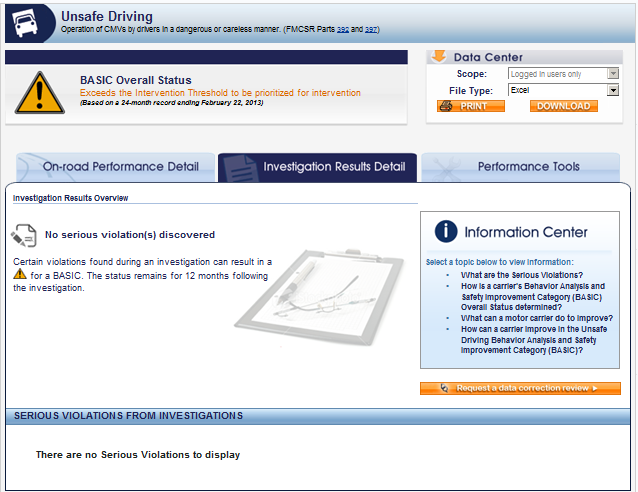 Unsafe Driving
Operation of CMVs by drivers in a dangerous or careless manner. (FMCSR Parts 392 and 397)
BASIC Overall Status
Exceeds the Intervention Threshold to be prioritized for intervention
(Based on a 24-month record ending February 22, 2013)
Data Center
Scope: Logged in users only
File Type: Excel
PRINT DOWNLOAD
On-road Performance Detail Investigation Results Detail Performance Tools
Investigation Results Overview
No serious violation(s) discovered
Certain violations found during an investigation can result in a
for a BASIC. The status remains for 12 months following
the investigation.
i Information Center
Select a topic below to view information:
• What are the Serious Violations?
• How is a carrier's Behavior Analysis and
Safety Improvement Category (BASIC)
Overall Status determined?
• What can a motor carrier do to improve?
• How can a carrier improve in the Unsafe
Driving Behavior Analysis and Safety
Improvement Category (BASIC)?
Request a data correction review
SERIOUS VIOLATIONS FROM INVESTIGATIONS
There are no Serious Violations to display